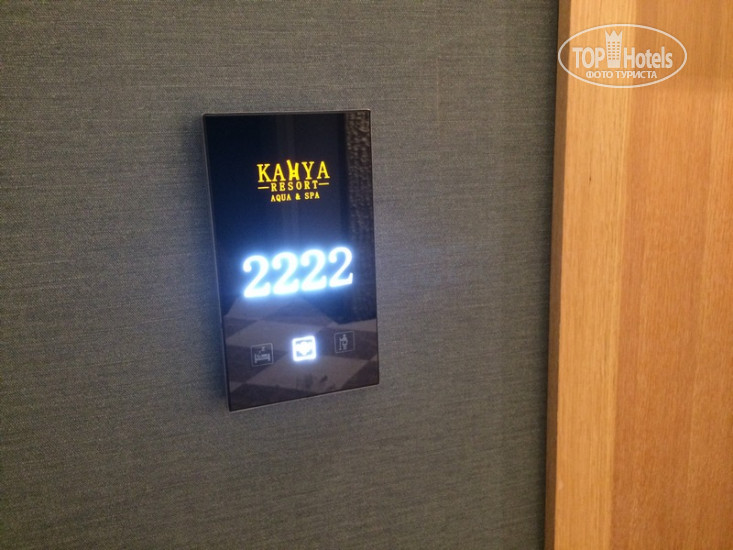 TOP Hotels
ФОТО ТУРИСТА
KAHYA
RESORT
AQUA & SPA
2222